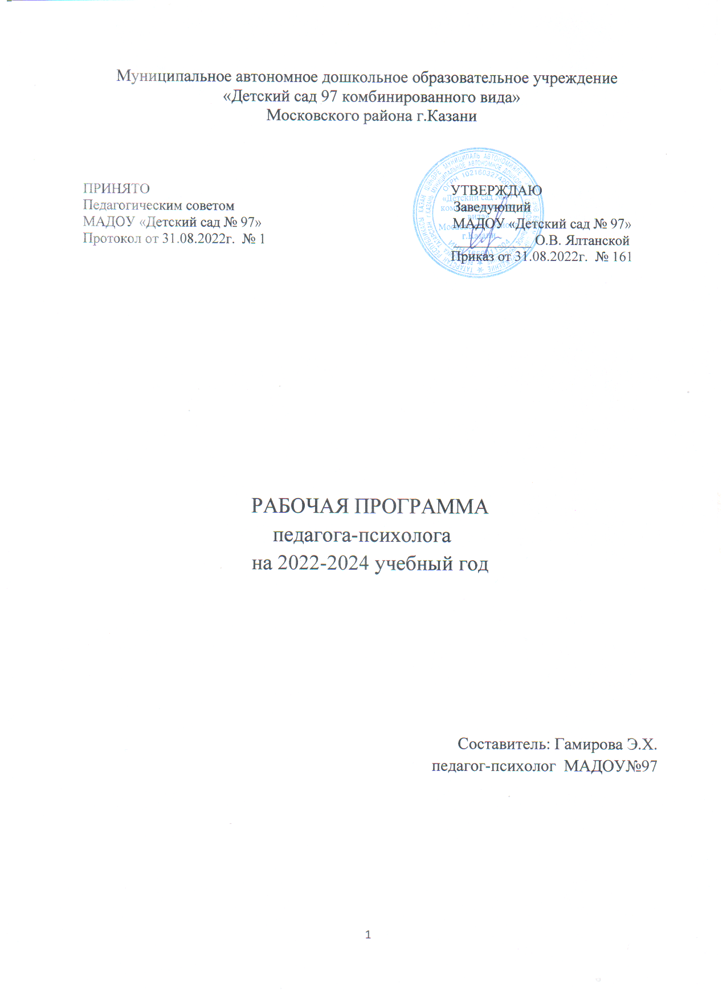 Муниципальное автономное дошкольное образовательное учреждение
«Детский сад 97 комбинированного вида»
Московского района г.Казани
ПРИНЯТО
Педагогическим советом
МАДОУ «Детский сад № 97»
Протокол от 31.08.2022г. № 1
УТВЕРЖДАЮ
Заведующий
МАДОУ «Детский сад № 97»
О.В. Ялтанской
Приказ от 31.08.2022г. № 161
РАБОЧАЯ ПРОГРАММА
педагога-психолога
на 2022-2024 учебный год
Составитель: Гамирова Э.Х.
педагог-психолог МАДОУ№97
1